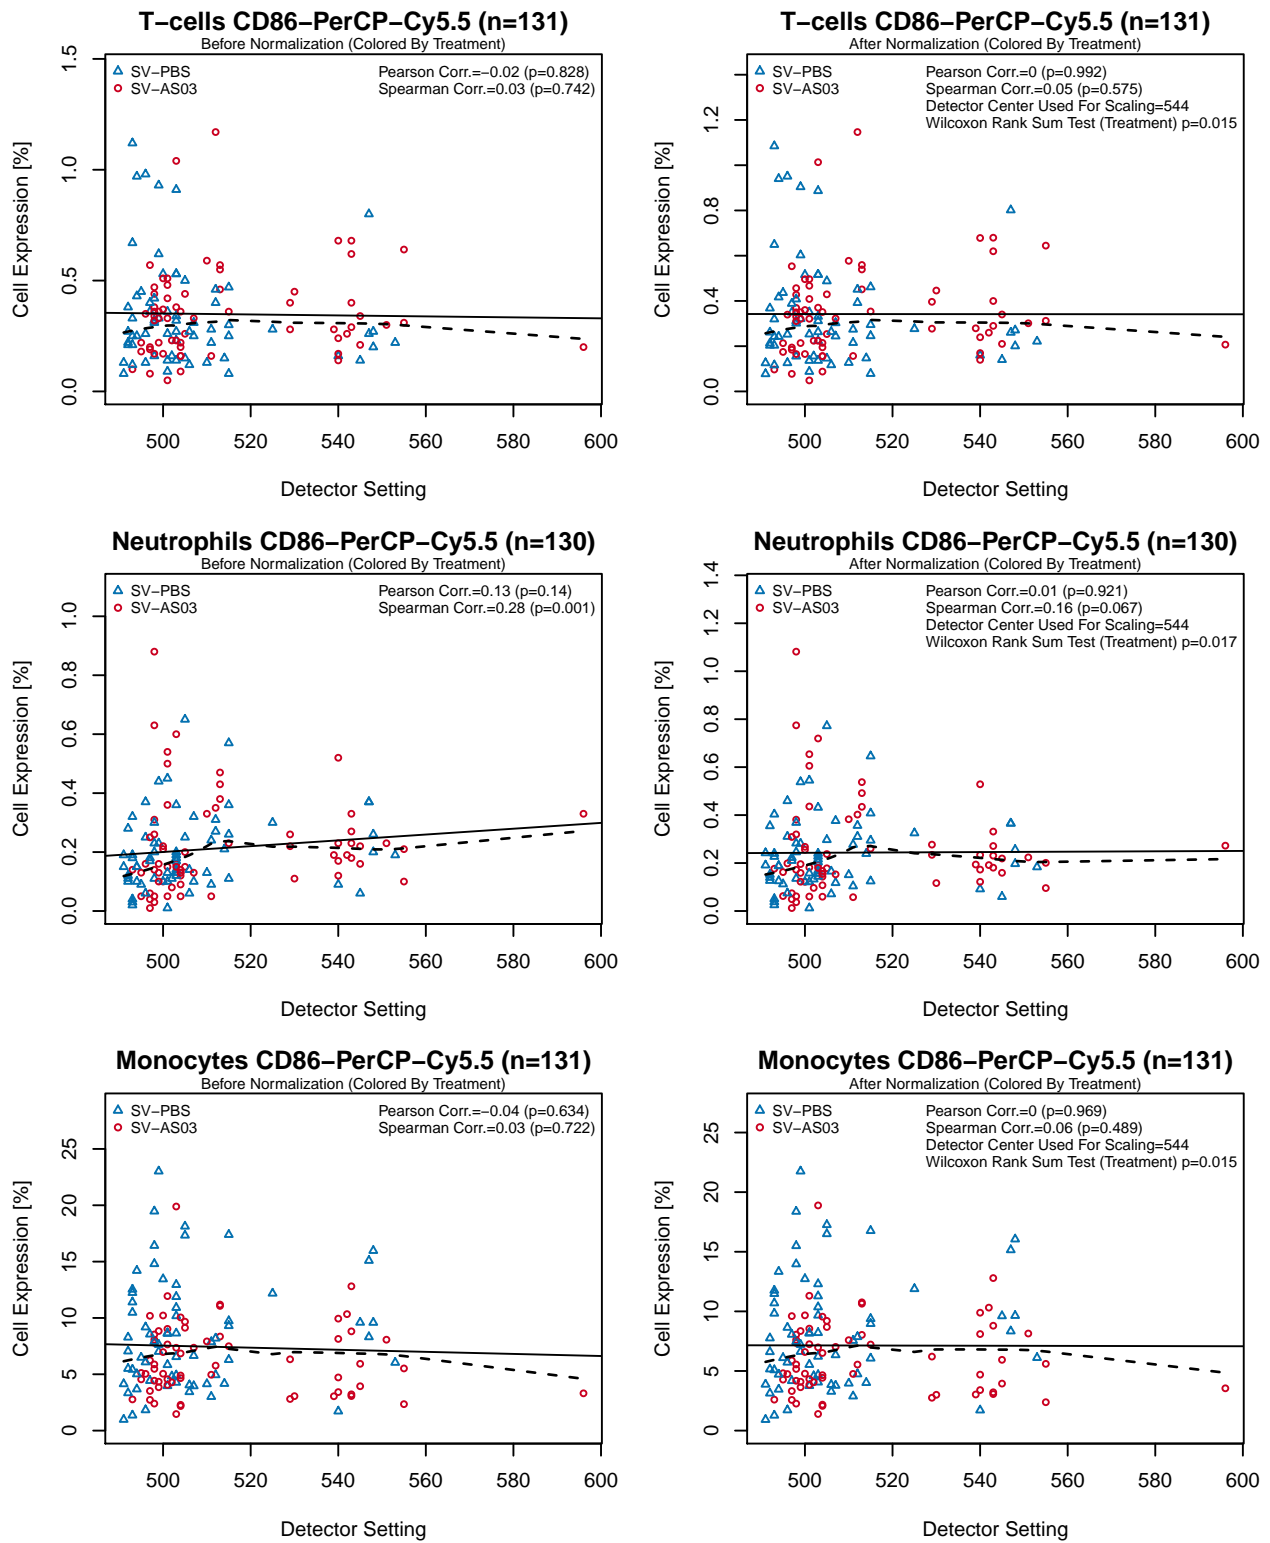 T−cells CD86−PerCP−Cy5.5 (n=131)
Before Normalization (Colored By Treatment)
SV−PBS
SV−AS03
Pearson Corr.=−0.02 (p=0.828)
Spearman Corr.=0.03 (p=0.742)
Cell Expression [%]
0.0 0.5 1.0 1.5
500 520 540 560 580 600
Detector Setting
T−cells CD86−PerCP−Cy5.5 (n=131)
After Normalization (Colored By Treatment)
SV−PBS
SV−AS03
Pearson Corr.=0 (p=0.992)
Spearman Corr.=0.05 (p=0.575)
Detector Center Used For Scaling=544
Wilcoxon Rank Sum Test (Treatment) p=0.015
Cell Expression [%]
0.0 0.4 0.8 1.2
500 520 540 560 580 600
Detector Setting
Neutrophils CD86−PerCP−Cy5.5 (n=130)
Before Normalization (Colored By Treatment)
SV−PBS
SV−AS03
Pearson Corr.=0.13 (p=0.14)
Spearman Corr.=0.28 (p=0.001)
Cell Expression [%]
0.0 0.2 0.4 0.6 0.8 1.0
500 520 540 560 580 600
Detector Setting
Neutrophils CD86−PerCP−Cy5.5 (n=130)
After Normalization (Colored By Treatment)
SV−PBS
SV−AS03
Pearson Corr.=0.01 (p=0.921)
Spearman Corr.=0.16 (p=0.067)
Detector Center Used For Scaling=544
Wilcoxon Rank Sum Test (Treatment) p=0.017
Cell Expression [%]
0.0 0.2 0.4 0.6 0.8 1.0 1.2 1.4
500 520 540 560 580 600
Detector Setting
Monocytes CD86−PerCP−Cy5.5 (n=131)
Before Normalization (Colored By Treatment)
SV−PBS
SV−AS03
Pearson Corr.=−0.04 (p=0.634)
Spearman Corr.=0.03 (p=0.722)
Cell Expression [%]
0 5 10 15 20 25
500 520 540 560 580 600
Detector Setting
Monocytes CD86−PerCP−Cy5.5 (n=131)
After Normalization (Colored By Treatment)
SV−PBS
SV−AS03
Pearson Corr.=0 (p=0.969)
Spearman Corr.=0.06 (p=0.489)
Detector Center Used For Scaling=544
Wilcoxon Rank Sum Test (Treatment) p=0.015
Cell Expression [%]
0 5 10 15 20 25
500 520 540 560 580 600
Detector Setting